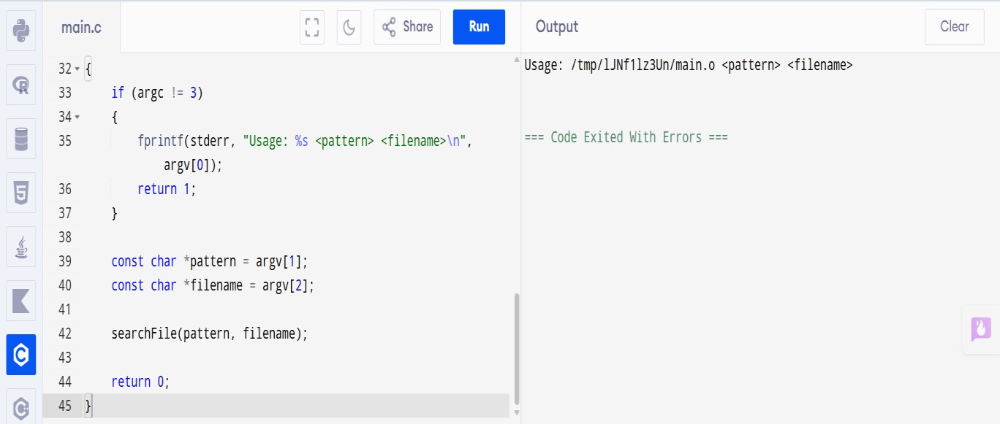 main.c
Share
Run
Output
Clear
32 {
33 if (argc != 3)
34 {
35 fprintf(stderr, "Usage: %s <pattern> <filename>\n",
argv[0]);
36 return 1;
37 }
38
39 const char *pattern = argv[1];
40 const char *filename = argv[2];
41
42 searchFile(pattern, filename);
43
44 return 0;
45 }
Usage: /tmp/lJNf1lz3Un/main.o <pattern> <filename>
=== Code Exited With Errors ===